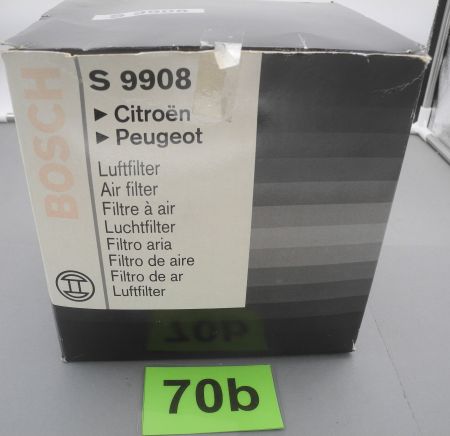 S 9908
BOSCH
S 9908
▶ Citroën
▶ Peugeot
Luftfilter
Air filter
Filtre à air
Luchtfilter
Filtro aria
Filtro de aire
Filtro de ar
Luftfilter
70b